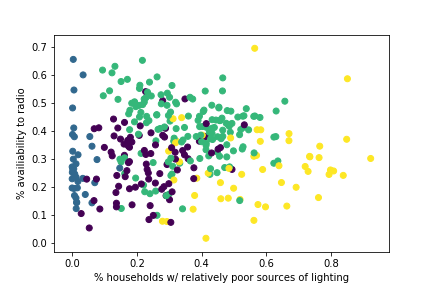 0.7
0.6
0.5
0.4
0.3
0.2
0.1
0.0
% availiability to radio
0.0 0.2 0.4 0.6 0.8
% households w/ relatively poor sources of lighting